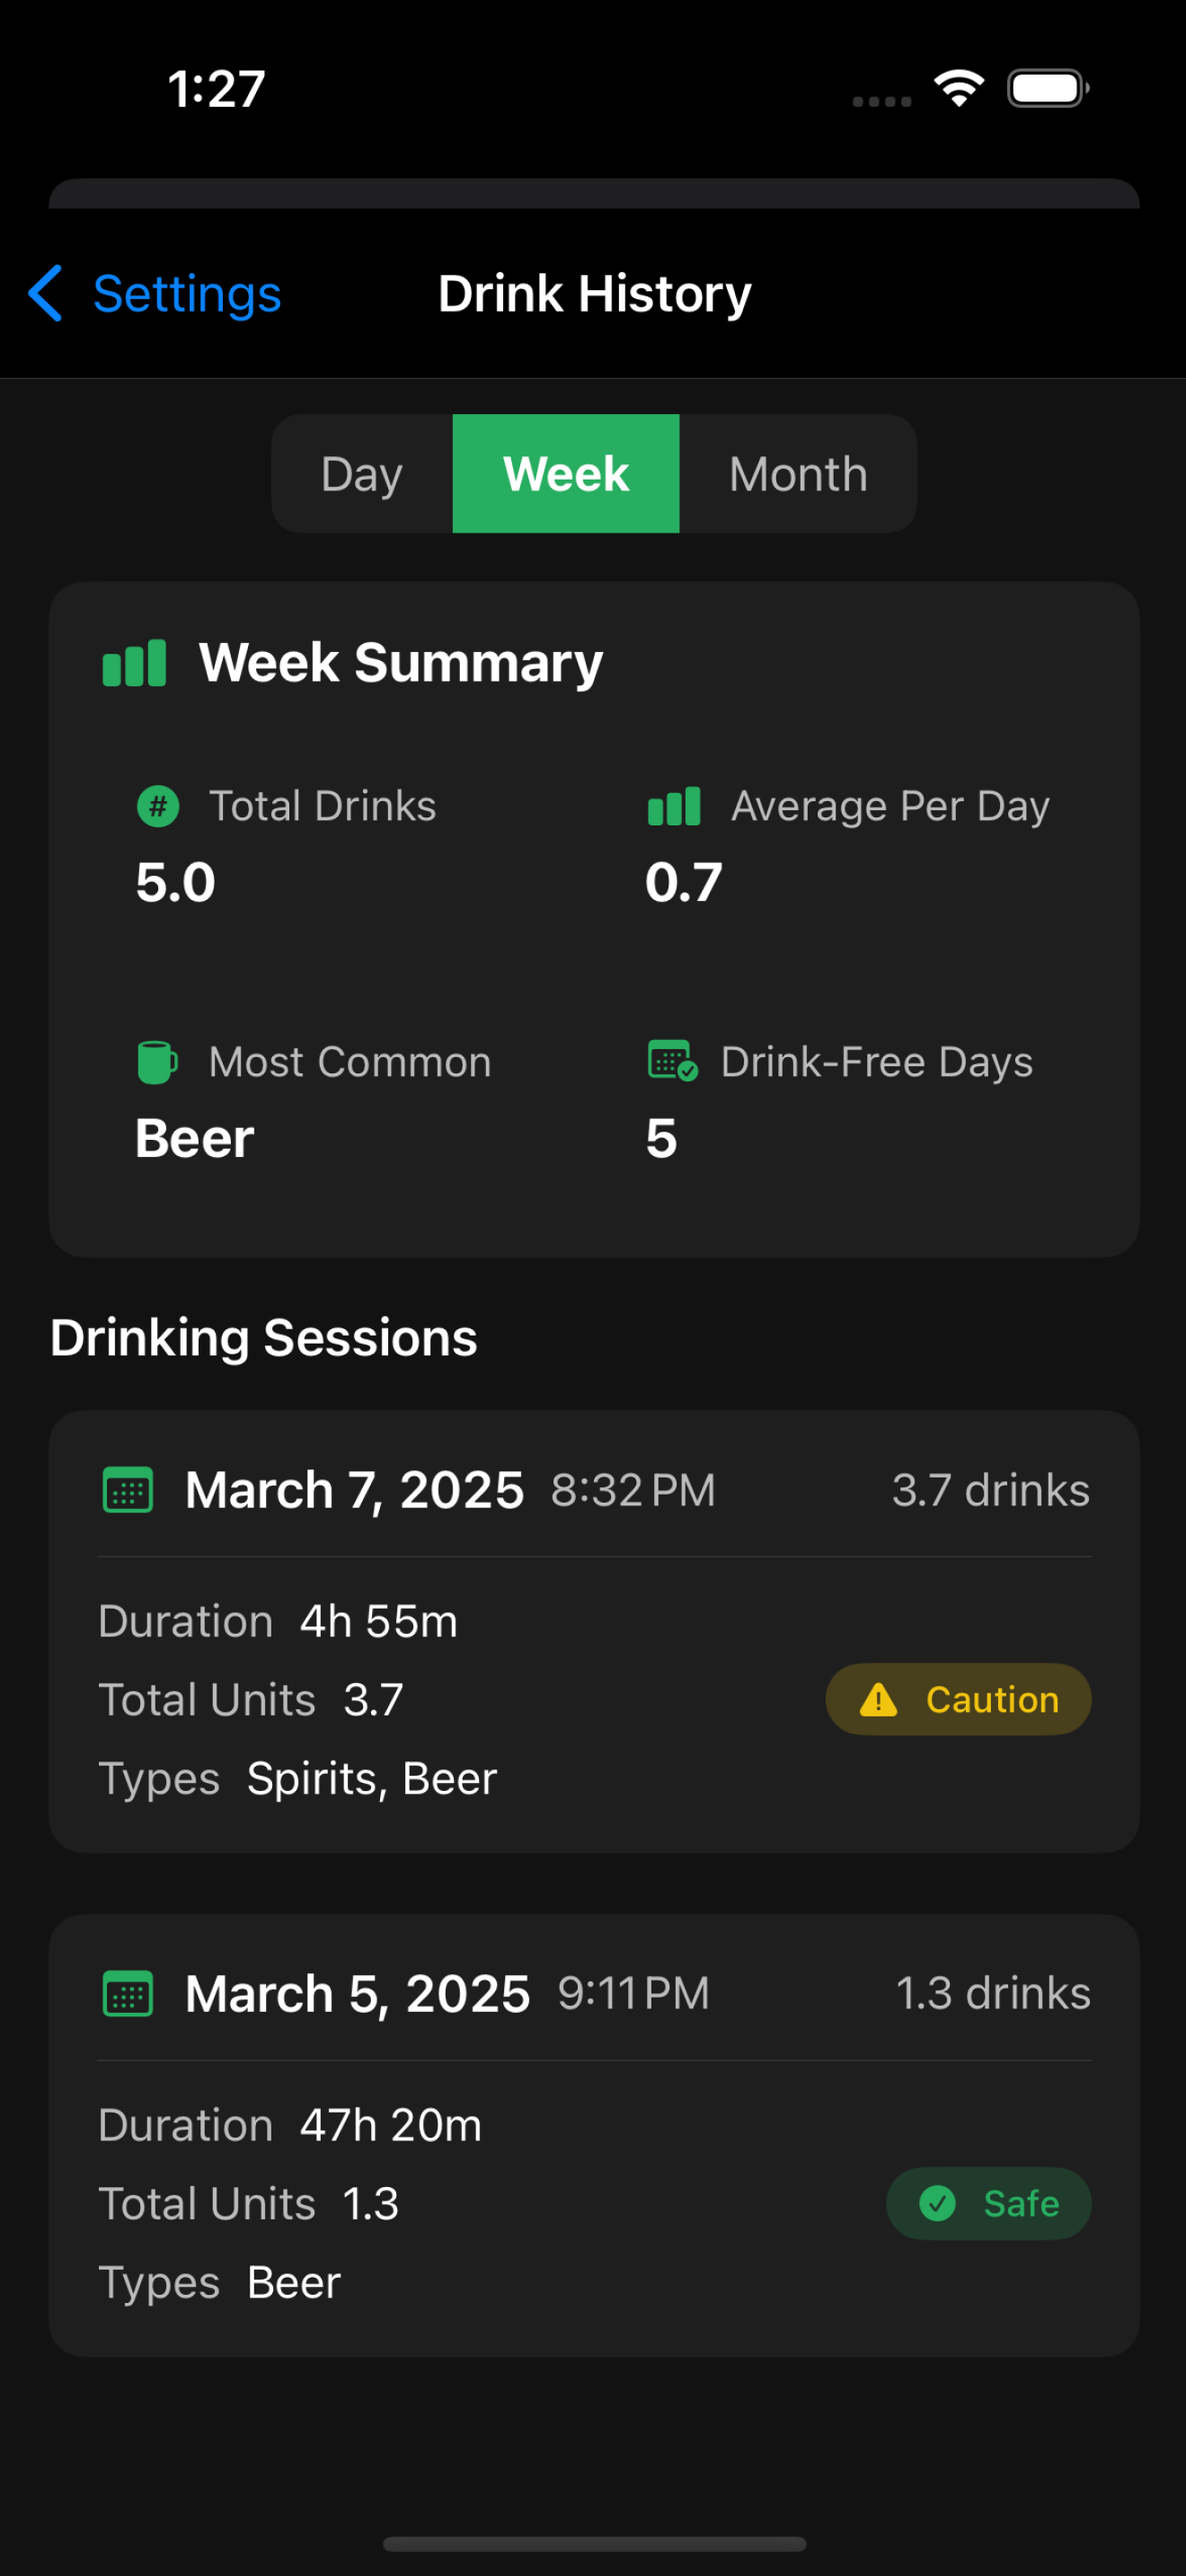 1:27
Settings
Drink History
Day Week Month
Week Summary
# Total Drinks Average Per Day
5.0 0.7
Most Common Drink-Free Days
Beer 5
Drinking Sessions
March 7, 2025 8:32 PM 3.7 drinks
Duration 4h 55m
Total Units 3.7 Caution
Types Spirits, Beer
March 5, 2025 9:11 PM 1.3 drinks
Duration 47h 20m
Total Units 1.3 Safe
Types Beer